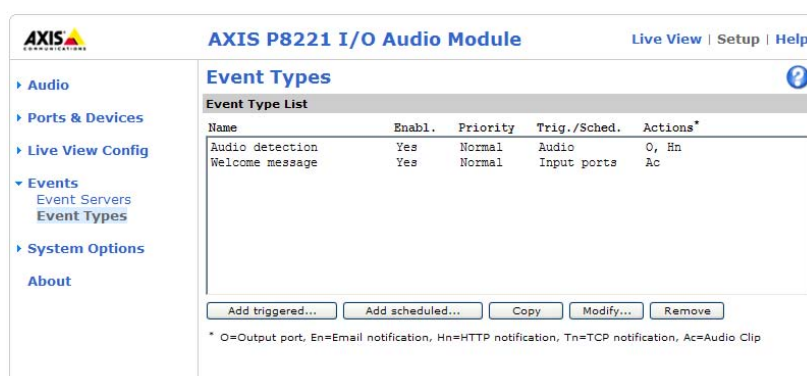 AXIS
COMMUNICATIONS
AXIS P8221 I/O Audio Module
Live View | Setup | Help
Audio
Ports & Devices
Live View Config
Events
Event Servers
Event Types
System Options
About
Event Types
?
Event Type List
Name Enabl. Priority Trig./Sched. Actions*
Audio detection Yes Normal Audio O, Hn
Welcome message Yes Normal Input ports Ac
Add triggered... Add scheduled... Copy Modify... Remove
* O=Output port, En=Email notification, Hn=HTTP notification, Tn=TCP notification, Ac=Audio Clip